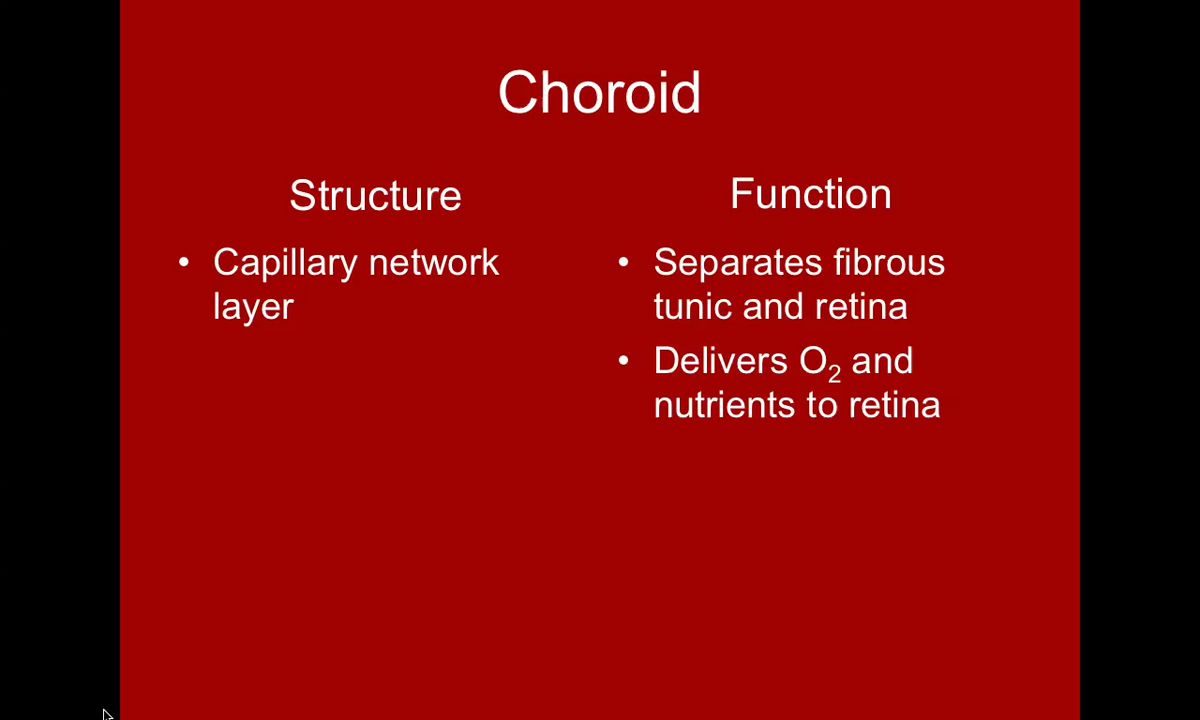 Choroid
Structure
• Capillary network
layer
Function
• Separates fibrous
tunic and retina
• Delivers O₂ and
nutrients to retina